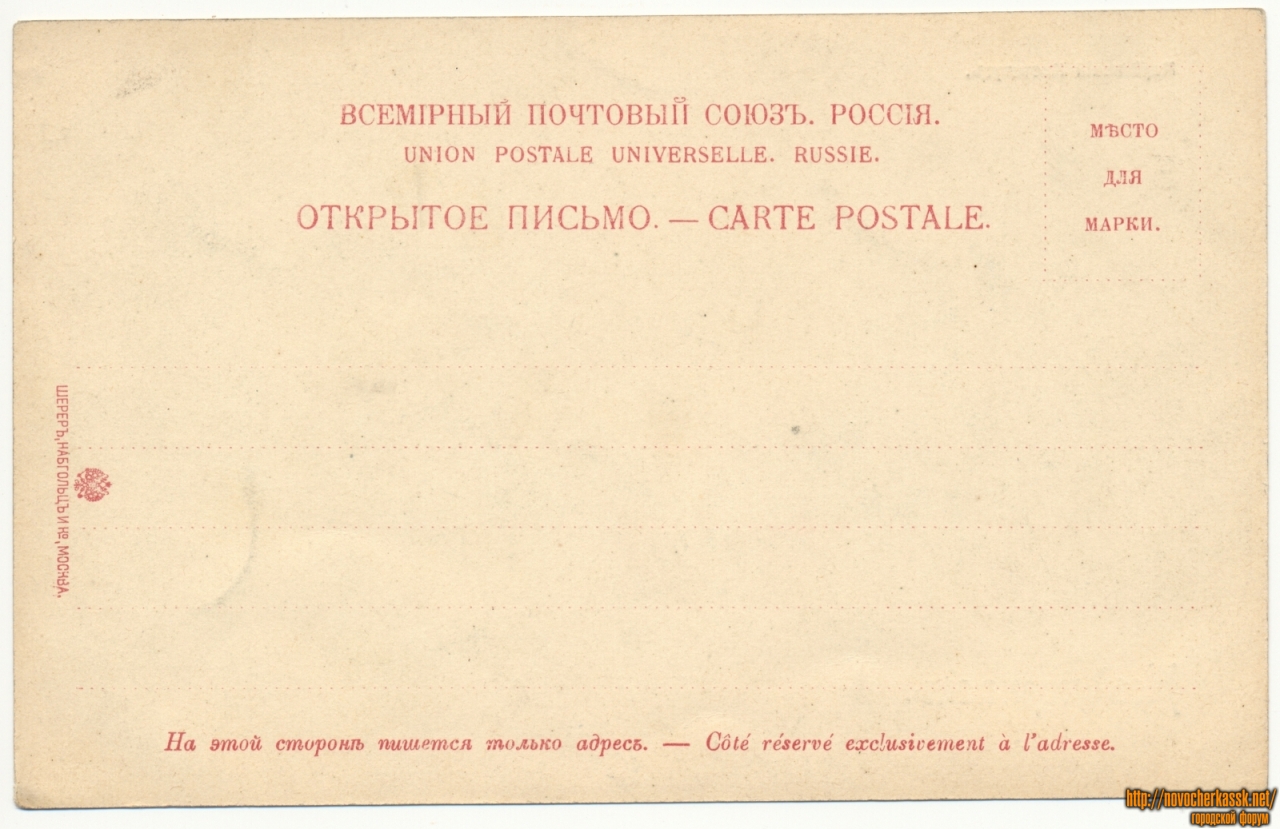 ВСЕМІРНЫЙ ПОЧТОВЫЙ СОЮЗЪ. РОССІЯ.
UNION POSTALE UNIVERSELLE. RUSSIE.
ОТКРЫТОЕ ПИСЬМО. — CARTE POSTALE.
МѢСТО
ДЛЯ
МАРКИ.
ШЕРЕРЪ, НАБГОЛЬЦЪ И Кº, МОСКВА.
На этой сторонѣ пишется только адресъ. — Côté réservé exclusivement à l'adresse.
http://novocherkassk.net/
городской форум